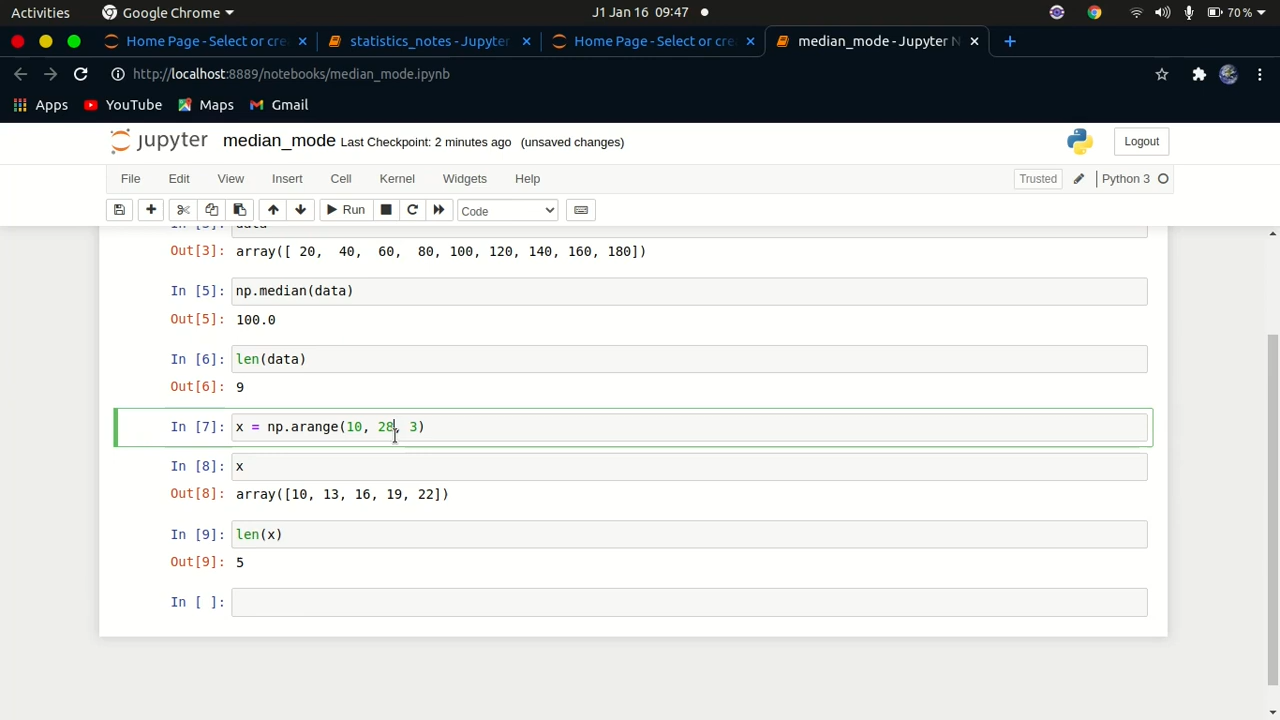 Activities Google Chrome J1 Jan 16 09:47 70 %
Home Page - Select or cre statistics_notes - Jupyter Home Page - Select or cre median_mode - Jupyter N
http://localhost:8889/notebooks/median_mode.ipynb
Apps YouTube Maps Gmail
jupyter median_mode Last Checkpoint: 2 minutes ago (unsaved changes) Logout
File Edit View Insert Cell Kernel Widgets Help Trusted Python 3
Run Code
In [3]: data
Out[3]: array([ 20, 40, 60, 80, 100, 120, 140, 160, 180])
In [5]: np.median(data)
Out[5]: 100.0
In [6]: len(data)
Out[6]: 9
In [7]: x = np.arange(10, 28, 3)
In [8]: x
Out[8]: array([10, 13, 16, 19, 22])
In [9]: len(x)
Out[9]: 5
In [ ]: